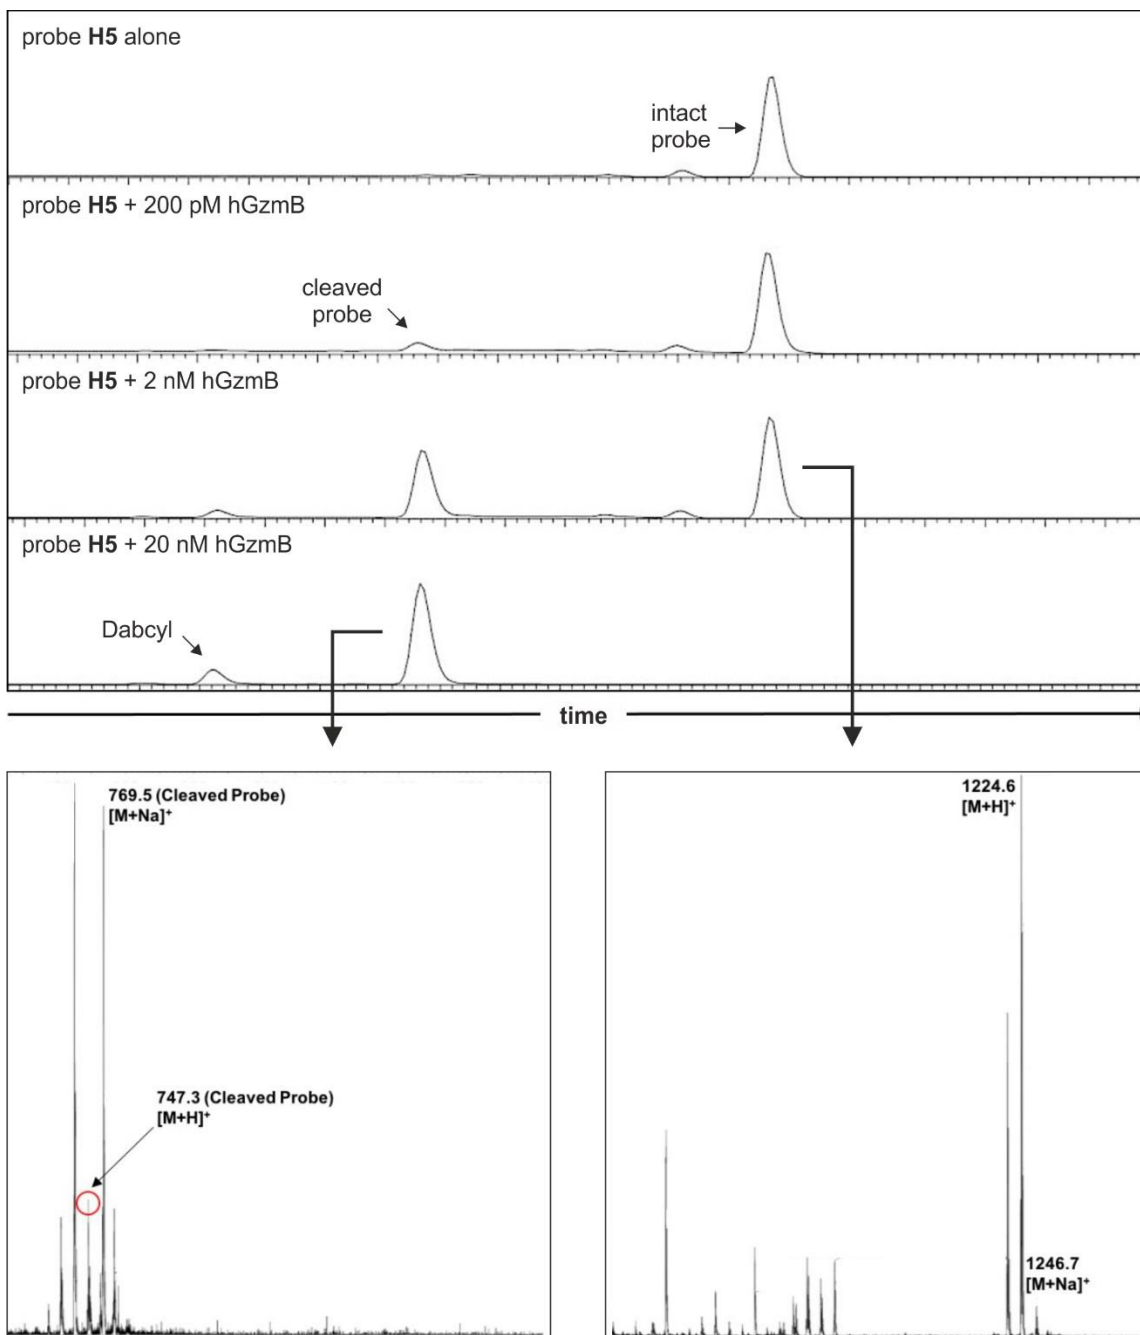 probe H5 alone
intact
probe
probe H5 + 200 pM hGzmB
cleaved
probe
probe H5 + 2 nM hGzmB
probe H5 + 20 nM hGzmB
Dabcyl
time
769.5 (Cleaved Probe)
[M+Na]⁺
747.3 (Cleaved Probe)
[M+H]⁺
1224.6
[M+H]⁺
1246.7
[M+Na]⁺